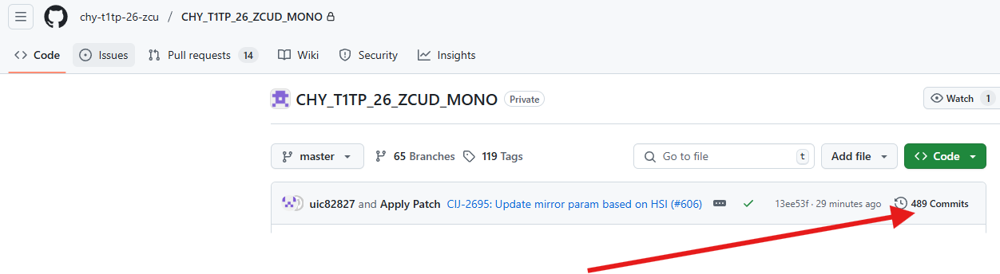 chy-t1tp-26-zcu / CHY_T1TP_26_ZCUD_MONO
Code Issues Pull requests 14 Wiki Security Insights
CHY_T1TP_26_ZCUD_MONO Private
Watch 1
master 65 Branches 119 Tags Go to file t Add file Code
uic82827 and Apply Patch CIJ-2695: Update mirror param based on HSI (#606) 13ee53f · 29 minutes ago 489 Commits